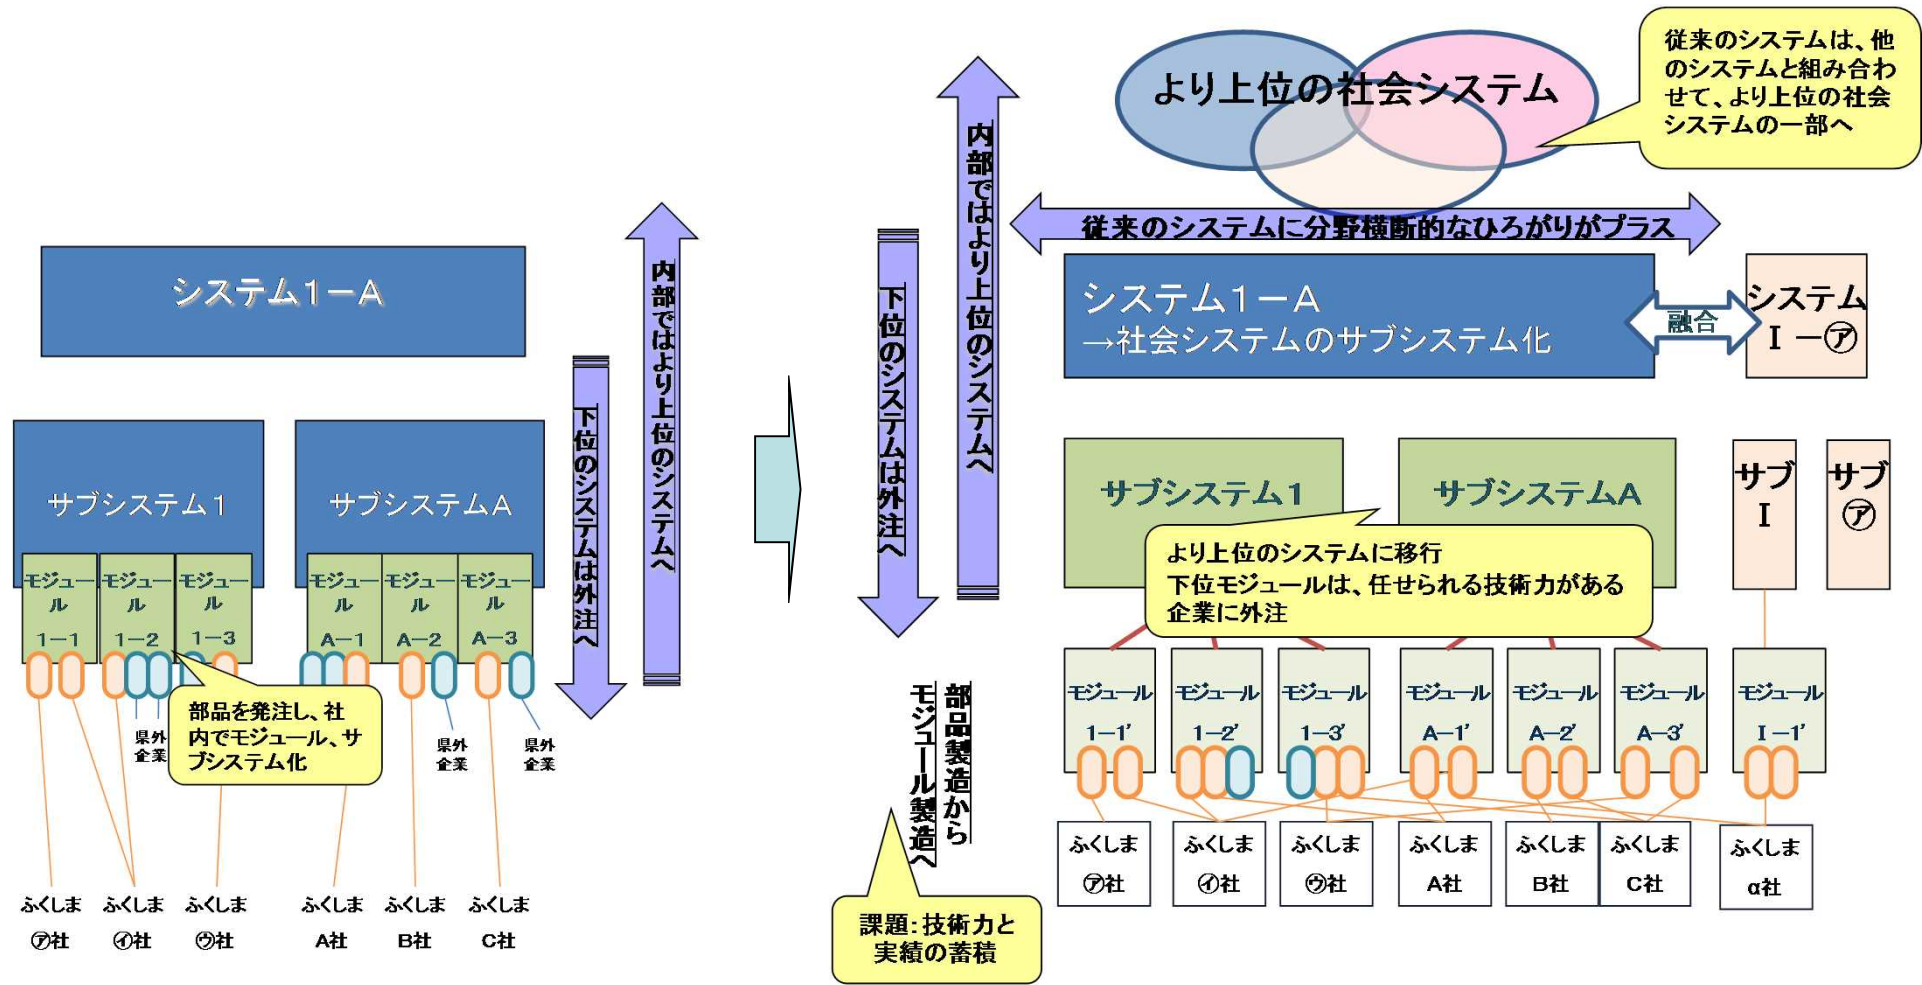 システム1－A
サブシステム1
サブシステムA
モジュー
ル
1－1
モジュー
ル
1－2
モジュー
ル
1－3
モジュー
ル
A－1
モジュー
ル
A－2
モジュー
ル
A－3
県外
企業
県外
企業
県外
企業
部品を発注し、社
内でモジュール、サ
ブシステム化
ふくしま
㋐社
ふくしま
㋑社
ふくしま
㋒社
ふくしま
A社
ふくしま
B社
ふくしま
C社
下位のシステムは外注へ
内部ではより上位のシステムへ
下位のシステムは外注へ
内部ではより上位のシステムへ
部品製造から
モジュール製造へ
課題：技術力と
実績の蓄積
より上位の社会システム
従来のシステムは、他
のシステムと組み合わ
せて、より上位の社会
システムの一部へ
従来のシステムに分野横断的なひろがりがプラス
システム1－A
→社会システムのサブシステム化
融合
システム
Ⅰ－㋐
サブシステム1
サブシステムA
サブ
Ⅰ
サブ
㋐
より上位のシステムに移行
下位モジュールは、任せられる技術力がある
企業に外注
モジュール
1－1’
モジュール
1－2’
モジュール
1－3’
モジュール
A－1’
モジュール
A－2’
モジュール
A－3’
モジュール
Ⅰ－1’
ふくしま
㋐社
ふくしま
㋑社
ふくしま
㋒社
ふくしま
A社
ふくしま
B社
ふくしま
C社
ふくしま
α社